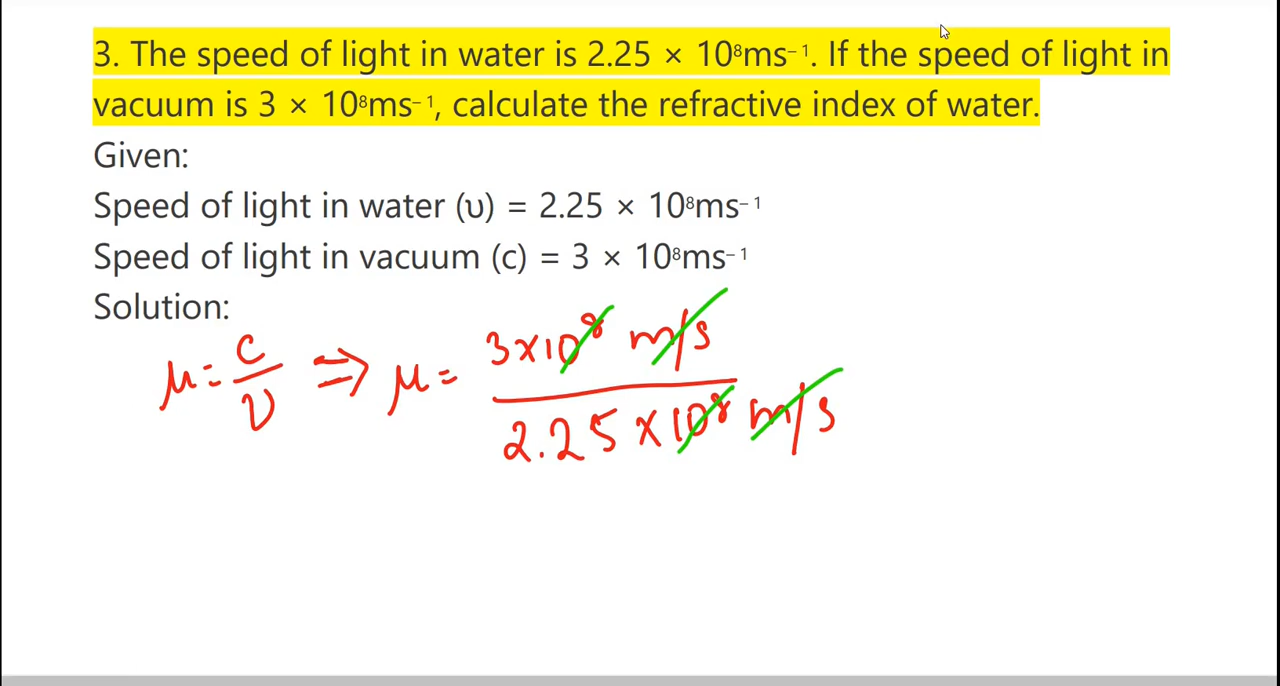 3. The speed of light in water is 2.25 × 10⁸ms⁻¹. If the speed of light in
vacuum is 3 × 10⁸ms⁻¹, calculate the refractive index of water.
Given:
Speed of light in water (υ) = 2.25 × 10⁸ms⁻¹
Speed of light in vacuum (c) = 3 × 10⁸ms⁻¹
Solution:
μ = c/ν ⇒ μ = 3×10⁸ m/s / 2.25×10⁸ m/s